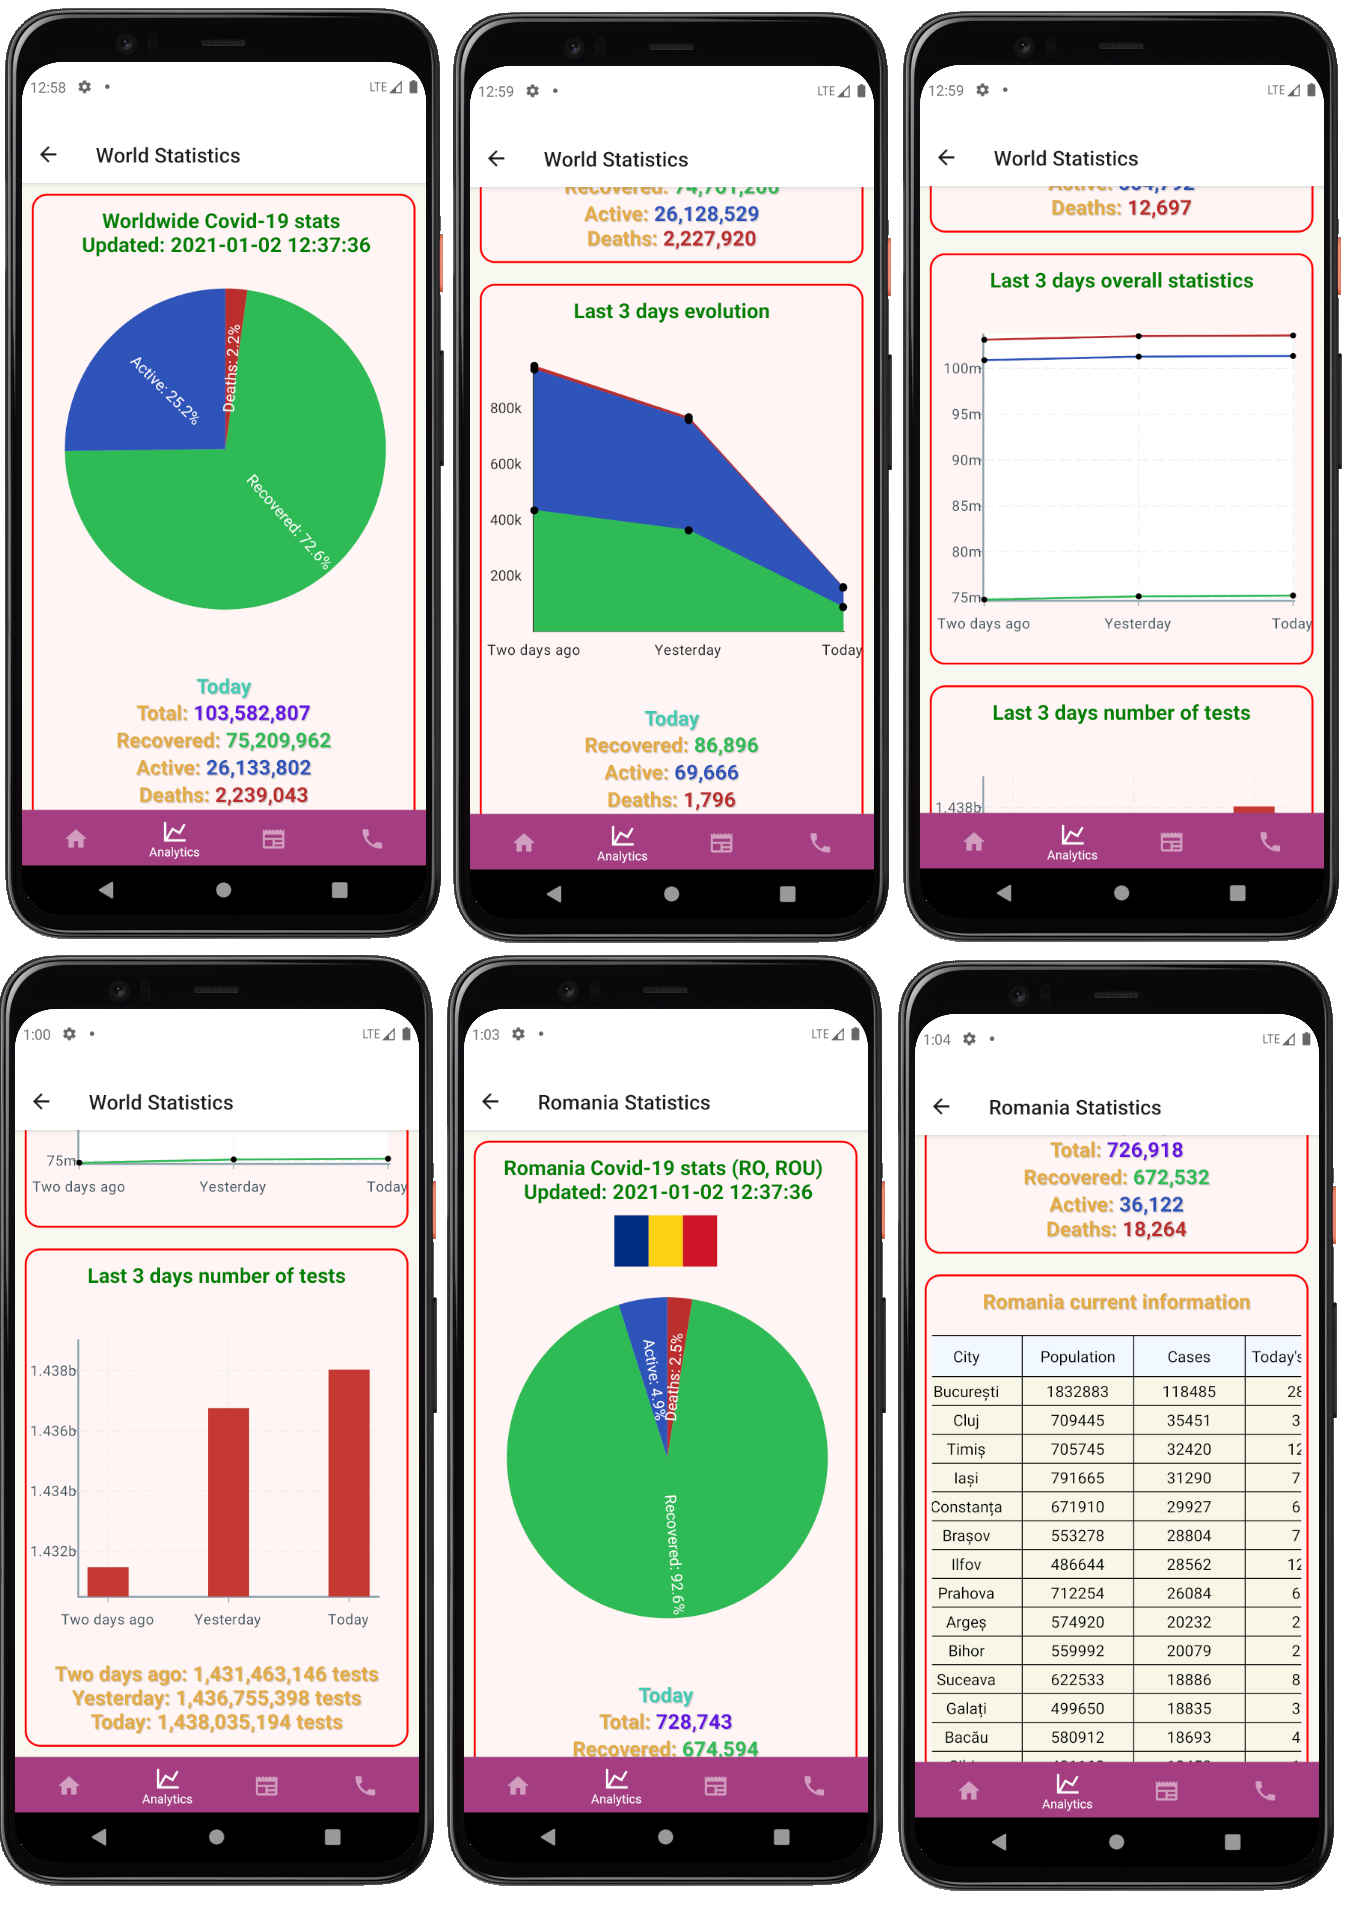 12:58
LTE
World Statistics
Worldwide Covid-19 stats
Updated: 2021-01-02 12:37:36
Deaths: 2.2%
Active: 25.2%
Recovered: 72.6%
Today
Total: 103,582,807
Recovered: 75,209,962
Active: 26,133,802
Deaths: 2,239,043
Analytics
12:59
LTE
World Statistics
Recovered: 74,761,266
Active: 26,128,529
Deaths: 2,227,920
Last 3 days evolution
800k
600k
400k
200k
Two days ago
Yesterday
Today
Today
Recovered: 86,896
Active: 69,666
Deaths: 1,796
Analytics
12:59
LTE
World Statistics
Active:
Deaths: 12,697
Last 3 days overall statistics
100m
95m
90m
85m
80m
75m
Two days ago
Yesterday
Today
Last 3 days number of tests
1.438b
Analytics
1:00
LTE
World Statistics
75m
Two days ago
Yesterday
Today
Last 3 days number of tests
1.438b
1.436b
1.434b
1.432b
Two days ago
Yesterday
Today
Two days ago: 1,431,463,146 tests
Yesterday: 1,436,755,398 tests
Today: 1,438,035,194 tests
Analytics
1:03
LTE
Romania Statistics
Romania Covid-19 stats (RO, ROU)
Updated: 2021-01-02 12:37:36
Active: 4.9%
Deaths: 2.5%
Recovered: 92.6%
Today
Total: 728,743
Recovered: 674,594
Analytics
1:04
LTE
Romania Statistics
Total: 726,918
Recovered: 672,532
Active: 36,122
Deaths: 18,264
Romania current information
City Population Cases Today's
București 1832883 118485 28
Cluj 709445 35451 3
Timiș 705745 32420 12
Iași 791665 31290 7
Constanța 671910 29927 6
Brașov 553278 28804 7
Ilfov 486644 28562 12
Prahova 712254 26084 6
Argeș 574920 20232 2
Bihor 559992 20079 2
Suceava 622533 18886 8
Galați 499650 18835 3
Bacău 580912 18693 4
Analytics